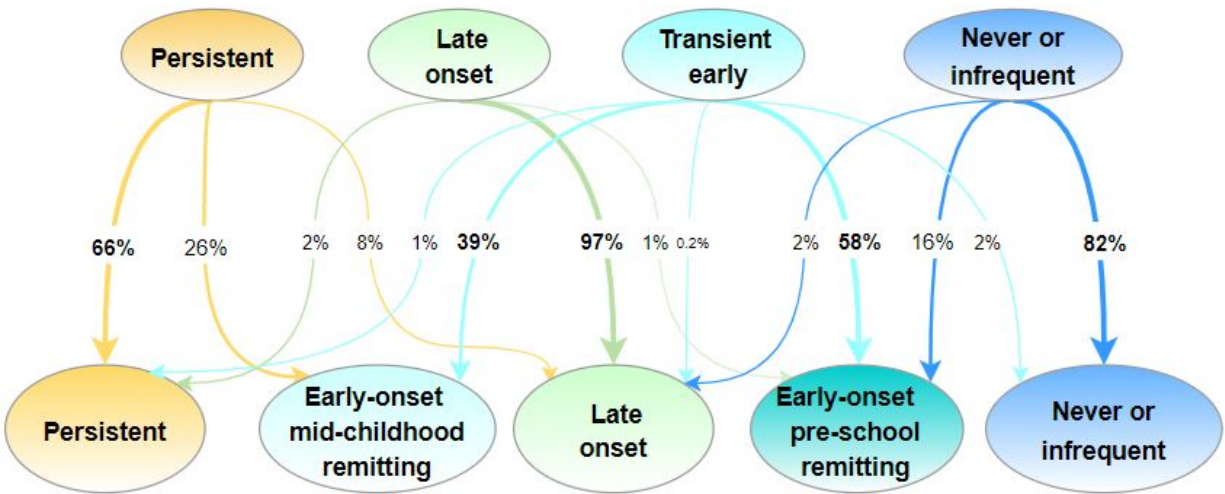 Persistent
Late
onset
Transient
early
Never or
infrequent
66%
26%
2%
8%
1%
39%
97%
1%
0.2%
2%
58%
16%
2%
82%
Persistent
Early-onset
mid-childhood
remitting
Late
onset
Early-onset
pre-school
remitting
Never or
infrequent